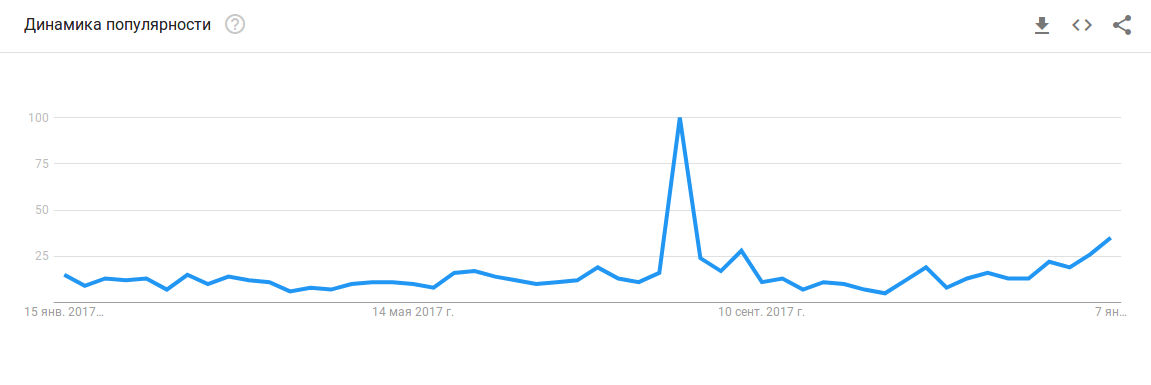 Динамика популярности
100
75
50
25
15 янв. 2017…
14 мая 2017 г.
10 сент. 2017 г.
7 ян…